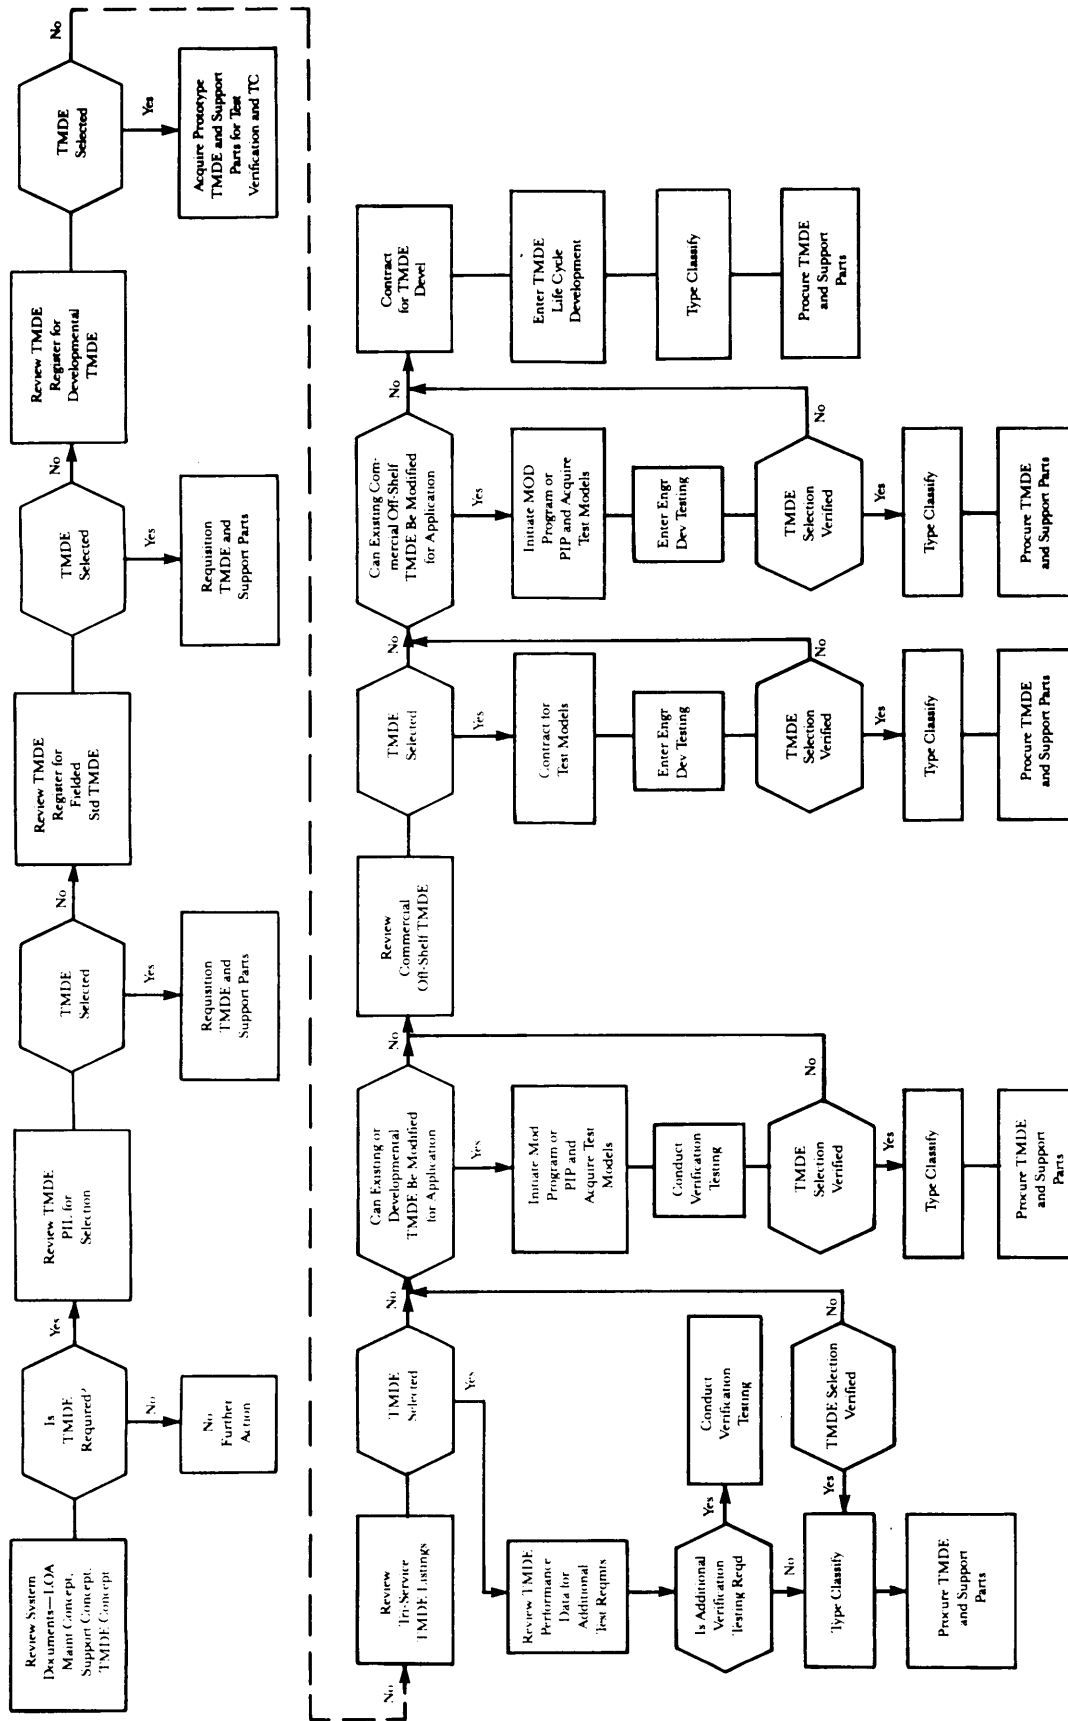 Review System
Documents—LOA
Maint Concept,
Support Concept,
TMDE Concept
Is
TMDE
Required?
No
No
Further
Action
Yes
Review TMDE
PIL for
Selection
TMDE
Selected
Yes
Requisition
TMDE and
Support Parts
No
Review TMDE
Register for
Fielded
Std TMDE
TMDE
Selected
Yes
Requisition
TMDE and
Support Parts
No
Review TMDE
Register for
Developmental
TMDE
TMDE
Selected
Yes
Acquire Prototype
TMDE and Support
Parts for Test
Verification and TC
No
No
Review
Tri-Service
TMDE Listings
TMDE
Selected
Yes
Review TMDE
Performance
Data for
Additional
Test Reqmts
Is Additional
Verification
Testing Reqd
Yes
Conduct
Verification
Testing
No
Type Classify
Procure TMDE
and Support
Parts
TMDE Selection
Verified
Yes
No
No
Can Existing or
Developmental
TMDE Be Modified
for Application
Yes
Initiate Mod
Program or
PIP and
Acquire Test
Models
Conduct
Verification
Testing
TMDE
Selection
Verified
No
Yes
Type Classify
Procure TMDE
and Support
Parts
No
Review
Commercial
Off-Shelf TMDE
TMDE
Selected
Yes
Contract for
Test Models
Enter Engr
Dev Testing
TMDE
Selection
Verified
No
Yes
Type Classify
Procure TMDE
and Support Parts
No
Can Existing Com-
mercial Off-Shelf
TMDE Be Modified
for Application
Yes
Initiate MOD
Program or
PIP and Acquire
Test Models
Enter Engr
Dev Testing
TMDE
Selection
Verified
No
Yes
Type Classify
Procure TMDE
and Support Parts
No
Contract
for TMDE
Devel
Enter TMDE
Life Cycle
Development
Type Classify
Procure TMDE
and Support
Parts